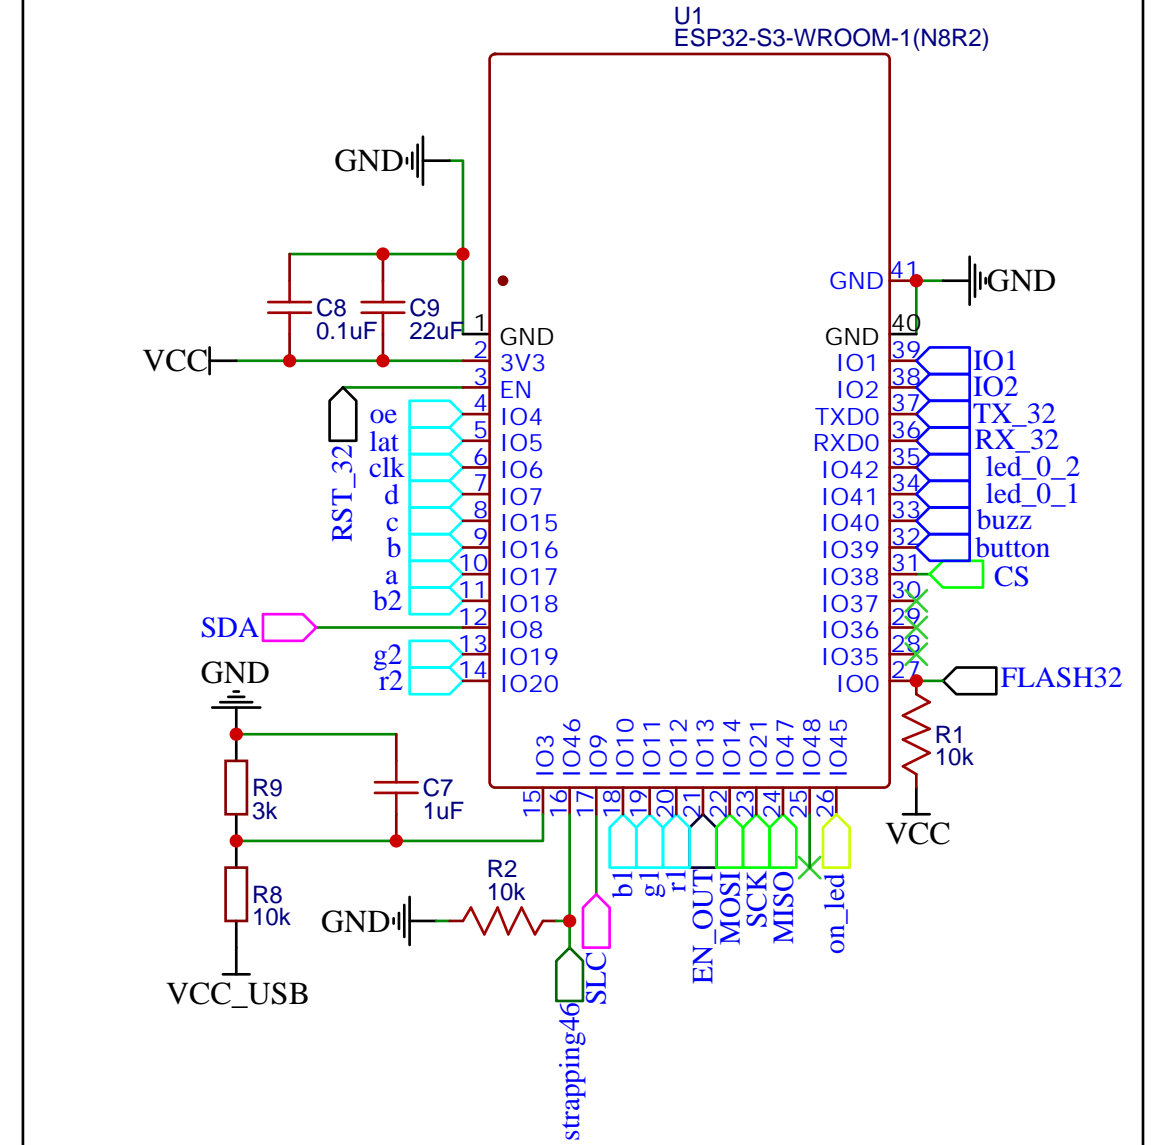 U1
ESP32-S3-WROOM-1(N8R2)
GND
C8
0.1uF
C9
22uF
VCC
1 GND
2 3V3
3 EN
4 IO4
5 IO5
6 IO6
7 IO7
8 IO15
9 IO16
10 IO17
11 IO18
12 IO8
13 IO19
14 IO20
RST_32
oe
lat
clk
d
c
b
a
b2
SDA
g2
r2
GND 41
GND
GND 40
IO1 39 IO1
IO2 38 IO2
TXD0 37 TX_32
RXD0 36 RX_32
IO42 35 led_0_2
IO41 34 led_0_1
IO40 33 buzz
IO39 32 button
IO38 31 CS
IO37 30
IO36 29
IO35 28
IO0 27 FLASH32
R1
10k
VCC
GND
R9
3k
C7
1uF
R8
10k
VCC_USB
R2
10k
GND
IO3 15
IO46 16
IO9 17
IO10 18
IO11 19
IO12 20
IO13 21
IO14 22
IO21 23
IO47 24
IO48 25
IO45 26
strapping46
SLC
b1
g1
r1
EN_OUT
MOSI
SCK
MISO
on_led